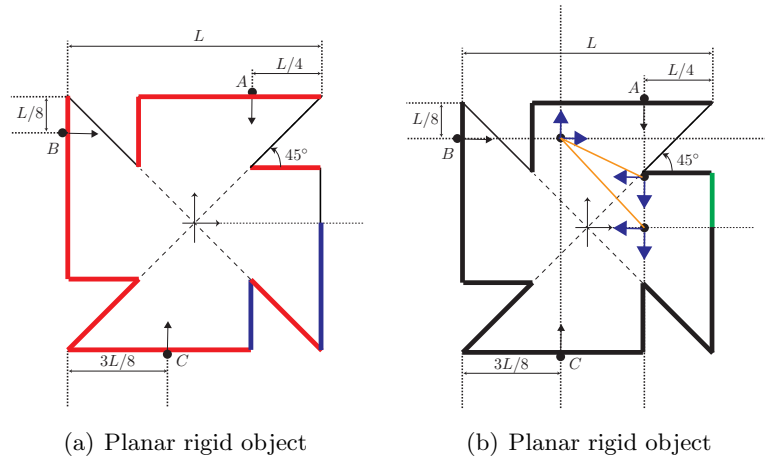 L
L
L/4
L/4
A
A
L/8
L/8
B
B
45°
45°
3L/8
C
3L/8
C
(a) Planar rigid object
(b) Planar rigid object